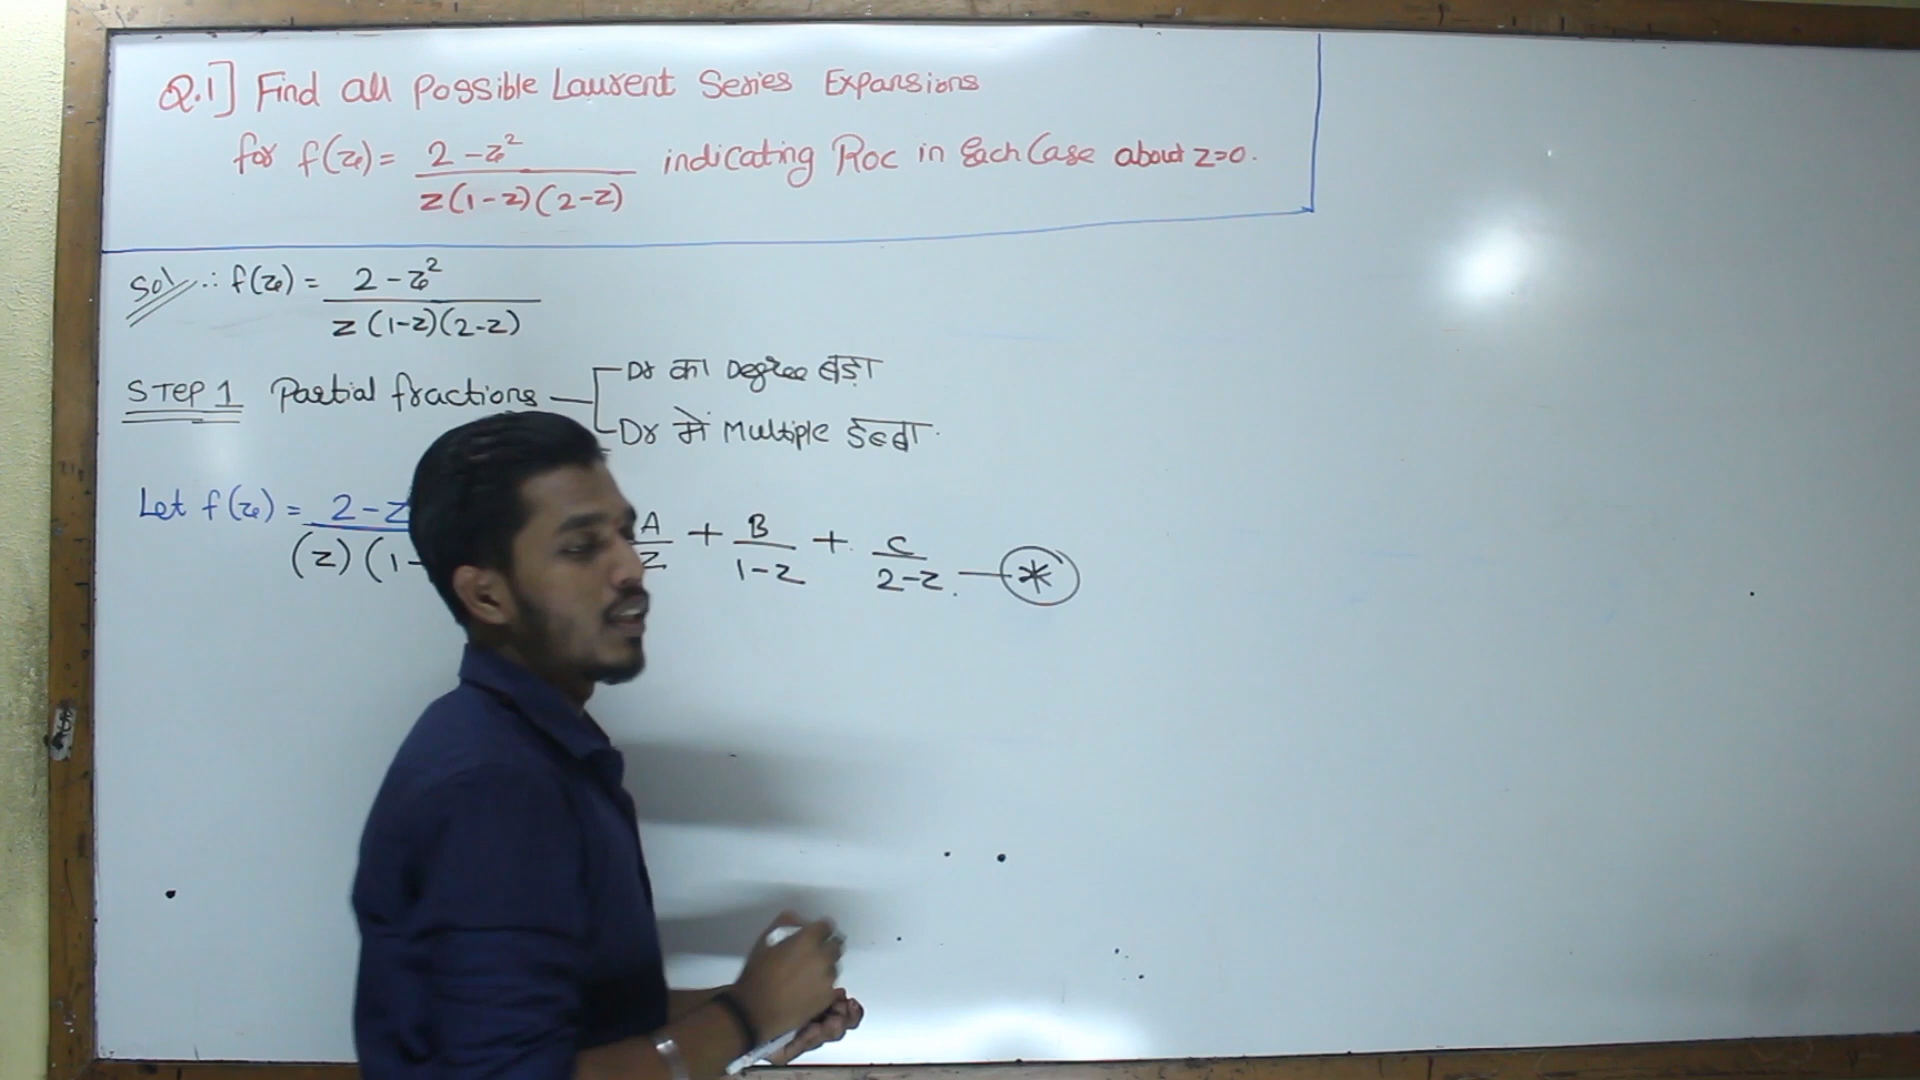 Q.1] Find all possible Laurent Series Expansions
for f(z) = 2 - z² / z(1-z)(2-z) indicating ROC in Each Case about z=0.
Sol ∴ f(z) = 2 - z² / z(1-z)(2-z)
STEP 1 Partial fractions
Dr का Degree बड़ा
Dr में Multiple डब्बा.
Let f(z) = 2 - z / (z)(1- A/z + B/1-z + C/2-z. — *